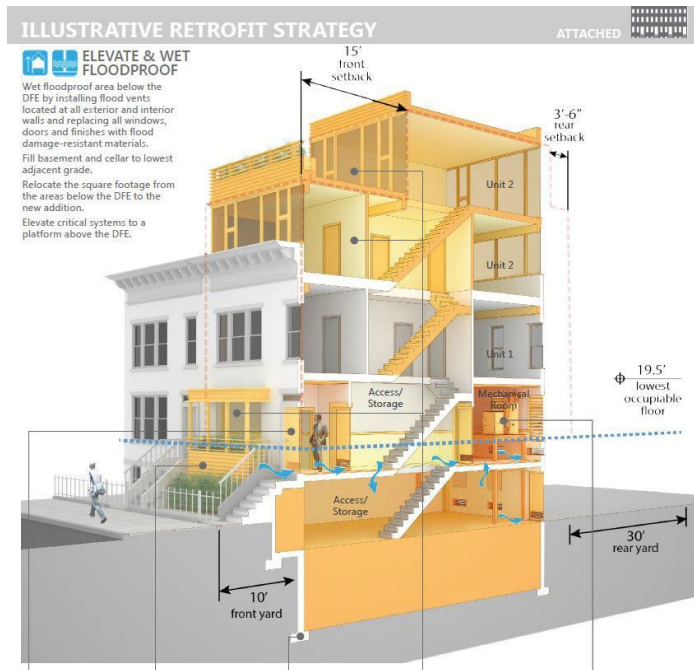 ILLUSTRATIVE RETROFIT STRATEGY
ATTACHED
ELEVATE & WET
FLOODPROOF
Wet floodproof area below the
DFE by installing flood vents
located at all exterior and interior
walls and replacing all windows,
doors and finishes with flood
damage-resistant materials.
Fill basement and cellar to lowest
adjacent grade.
Relocate the square footage from
the areas below the DFE to the
new addition.
Elevate critical systems to a
platform above the DFE.
15'
front
setback
3'-6"
rear
setback
Unit 2
Unit 2
Unit 1
19.5'
lowest
occupiable
floor
Access/
Storage
Mechanical
Room
Access/
Storage
30'
rear yard
10'
front yard